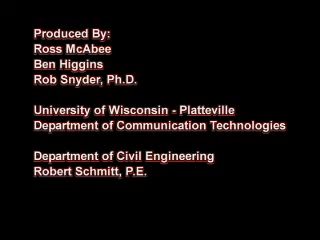 Produced By:
Ross McAbee
Ben Higgins
Rob Snyder, Ph.D.
University of Wisconsin - Platteville
Department of Communication Technologies
Department of Civil Engineering
Robert Schmitt, P.E.